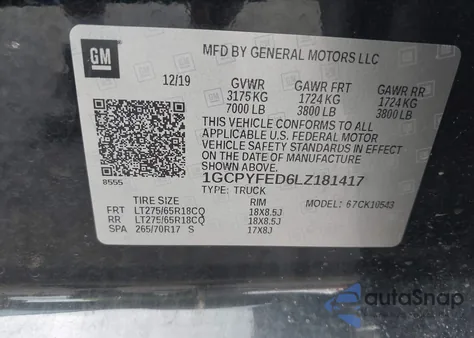 GM
MFD BY GENERAL MOTORS LLC
12/19 GVWR GAWR FRT GAWR RR
3175 KG 1724 KG 1724 KG
7000 LB 3800 LB 3800 LB
THIS VEHICLE CONFORMS TO ALL
APPLICABLE U.S. FEDERAL MOTOR
VEHICLE SAFETY AND THEFT PREVENTION
STANDARDS IN EFFECT ON THE DATE OF
MANUFACTURE SHOWN ABOVE.
8555
1GCPYFED6LZ181417
TYPE: TRUCK MODEL: 67CK10543
TIRE SIZE RIM
FRT LT275/65R18CQ 18X8.5J
RR LT275/65R18CQ 18X8.5J
SPA 265/70R17 S 17X8J
autoSnap